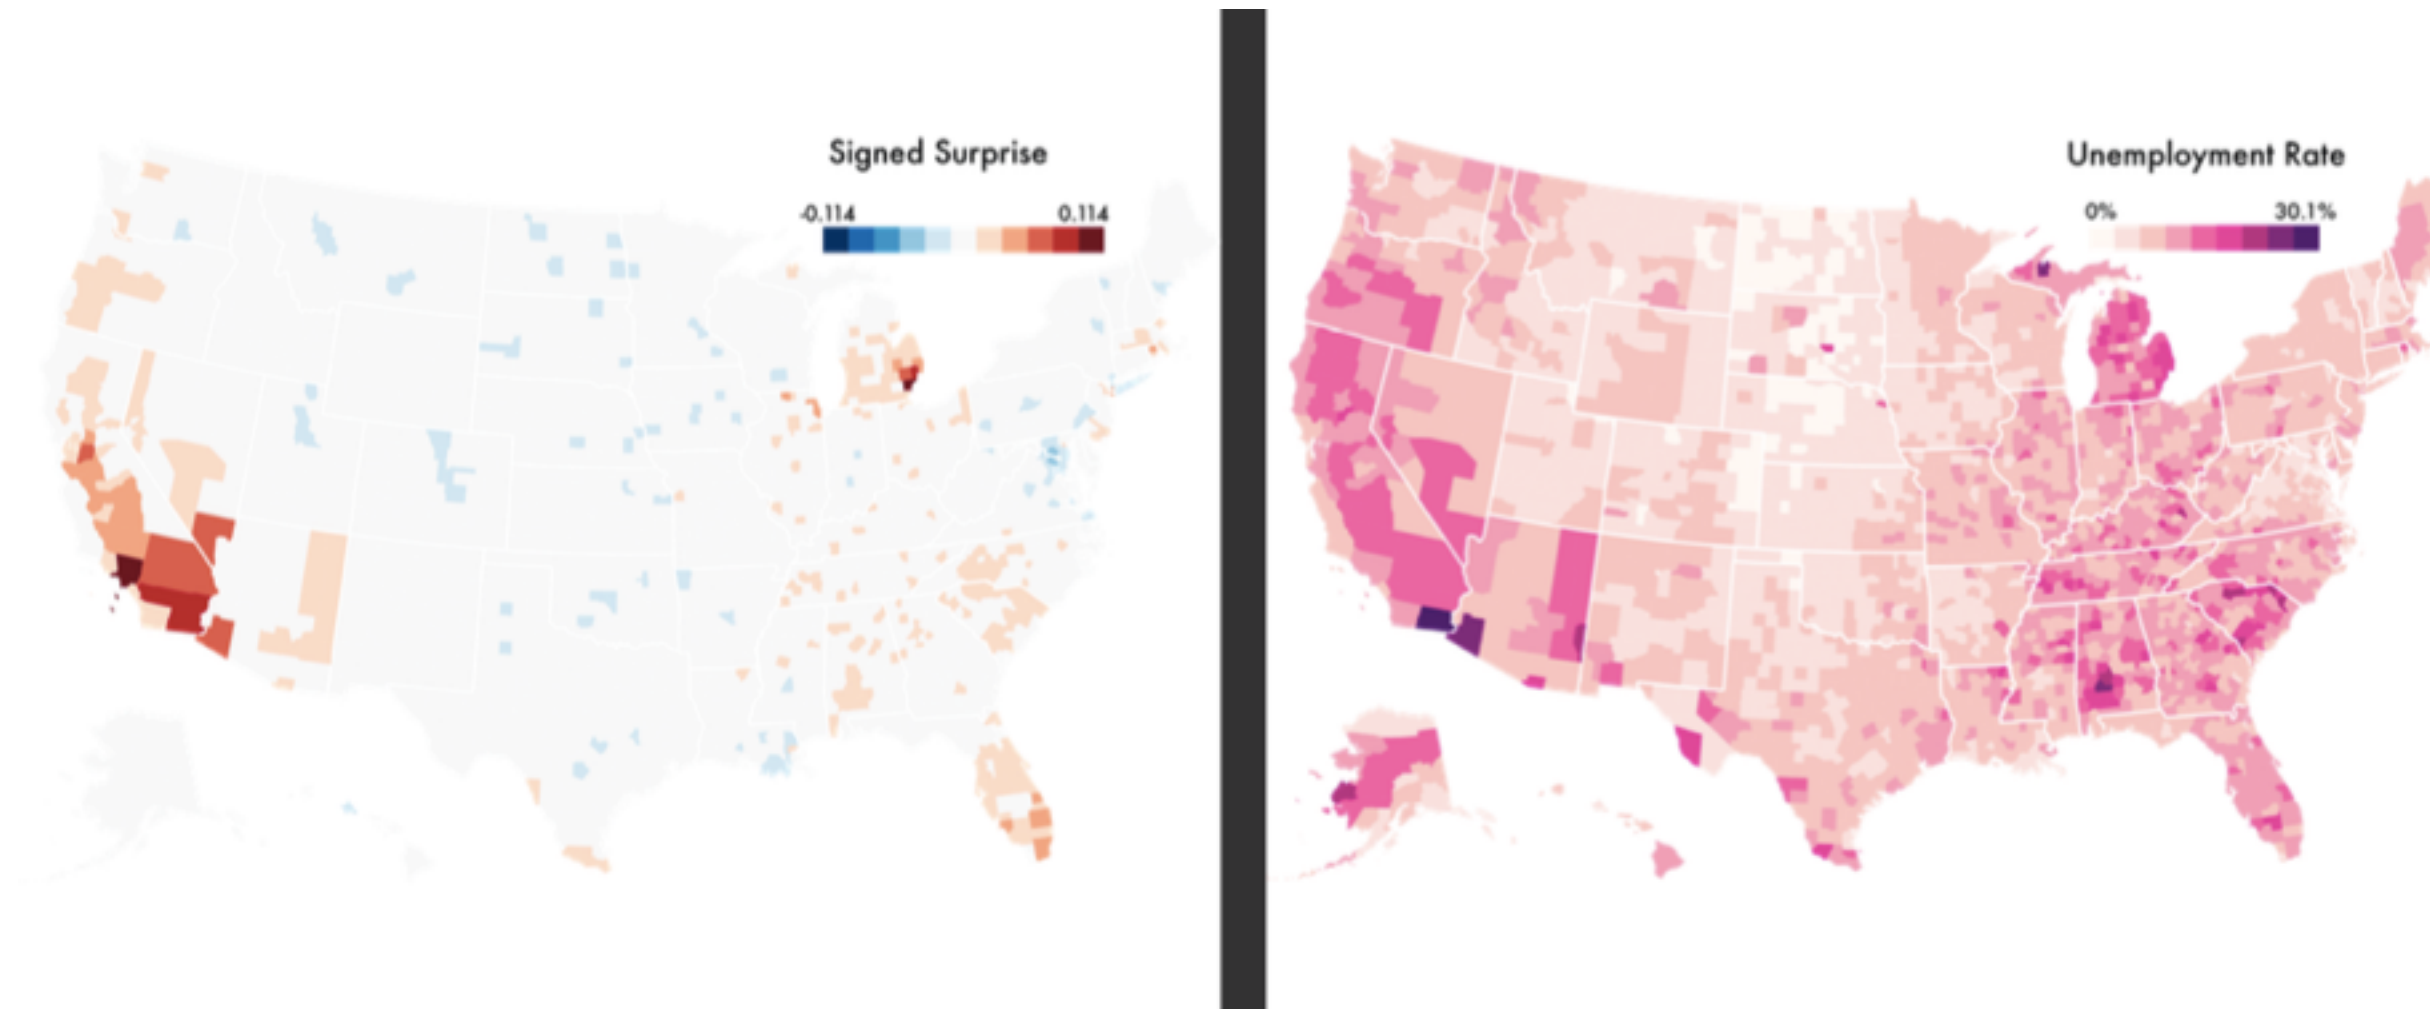 Signed Surprise
-0.114 0.114
Unemployment Rate
0% 30.1%